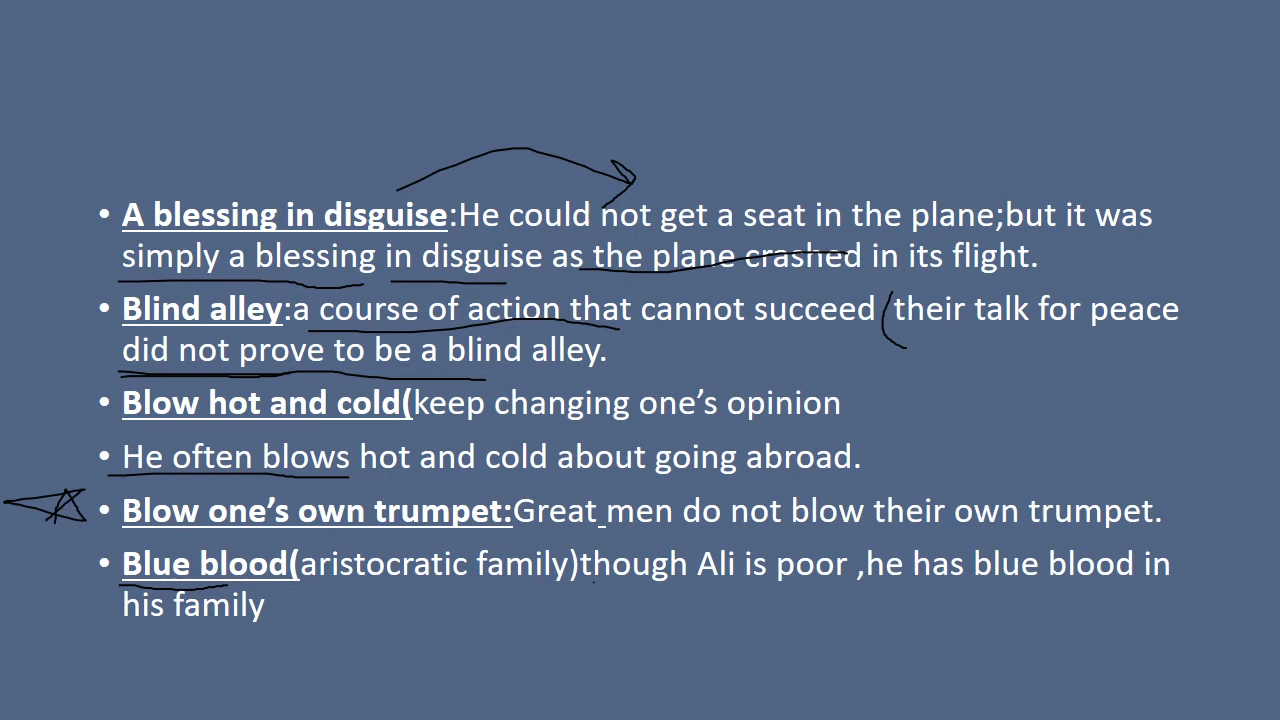 • A blessing in disguise:He could not get a seat in the plane;but it was
simply a blessing in disguise as the plane crashed in its flight.
• Blind alley:a course of action that cannot succeed (their talk for peace
did not prove to be a blind alley.
• Blow hot and cold(keep changing one’s opinion
• He often blows hot and cold about going abroad.
• Blow one’s own trumpet:Great men do not blow their own trumpet.
• Blue blood(aristocratic family)though Ali is poor ,he has blue blood in
his family